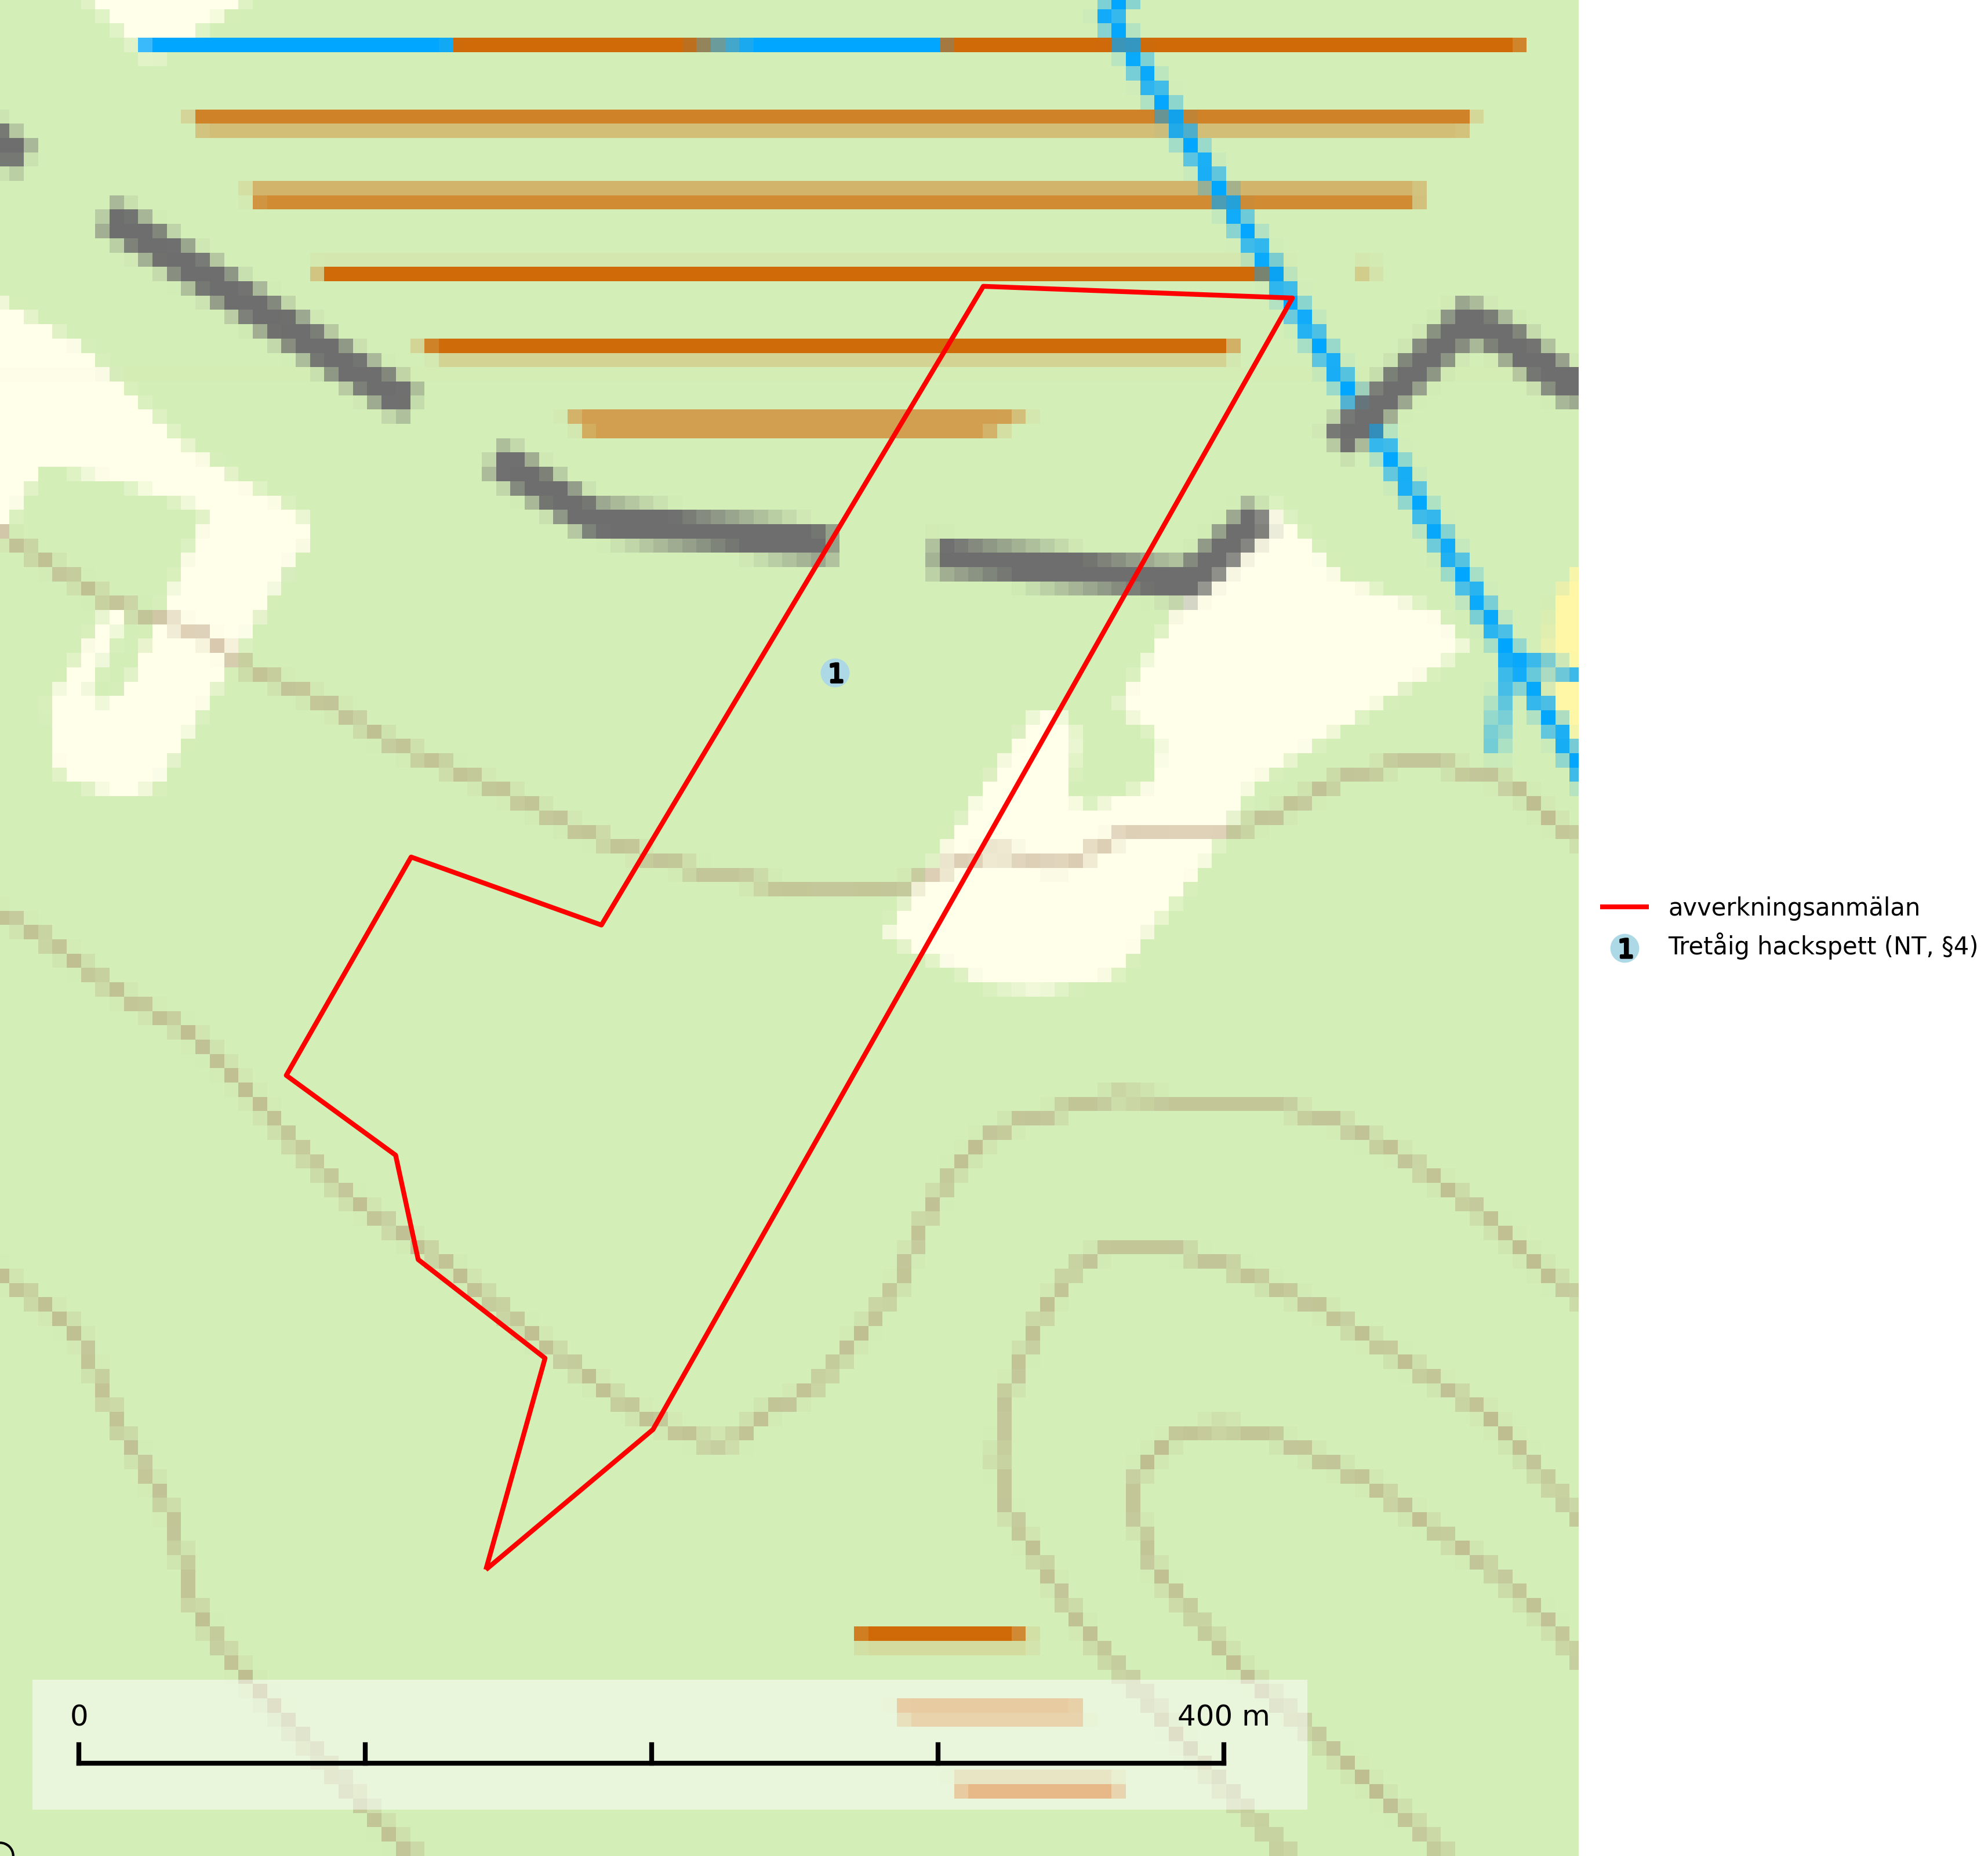 1
avverkningsanmälan
1 Tretåig hackspett (NT, §4)
0 400 m